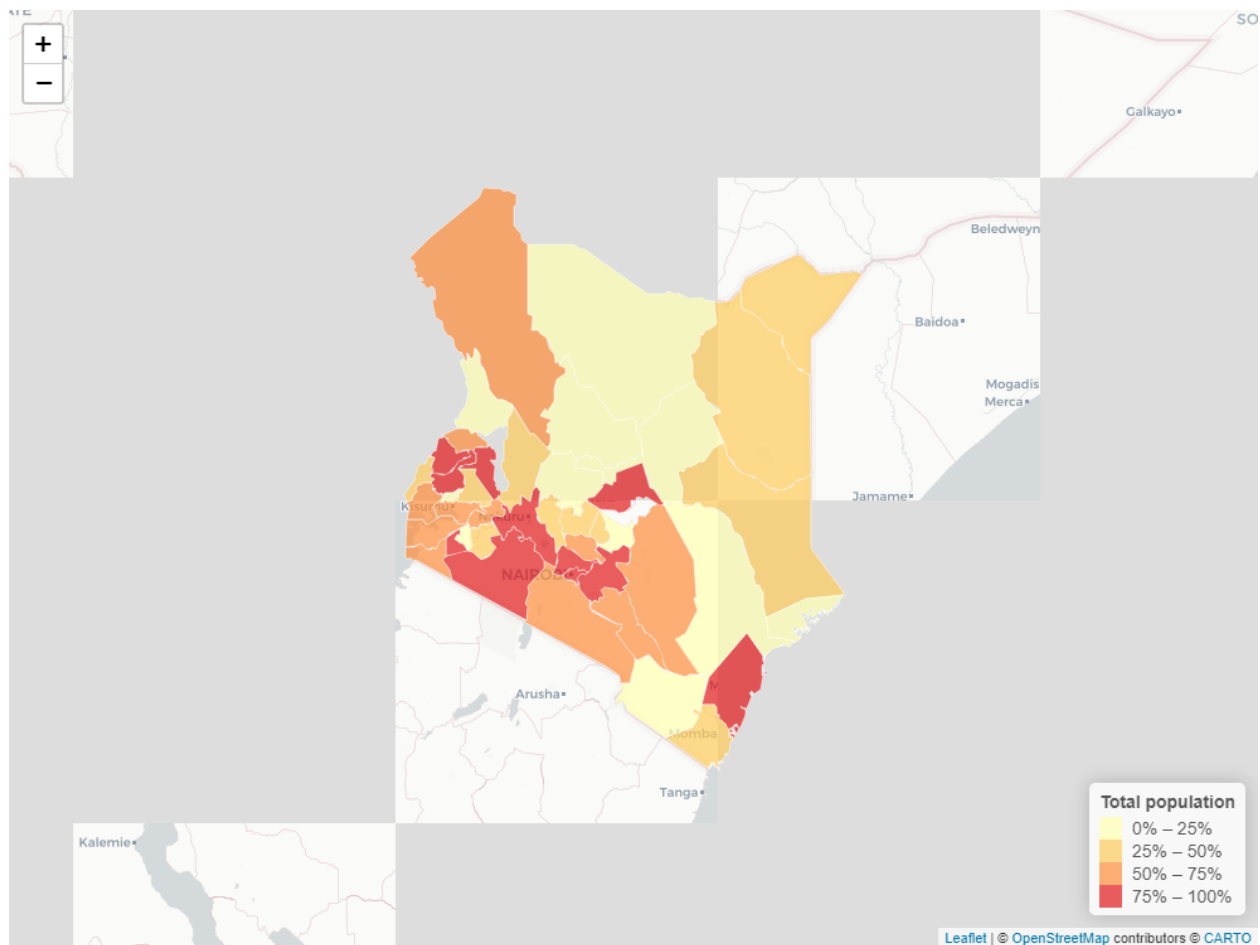 +
−
SO
Galkayo
Beledweyn
Baidoa
Mogadis
Merca
Jamame
Kisumu
Nakuru
NAIROBI
Arusha
Momba
Tanga
Kalemie
Total population
0% – 25%
25% – 50%
50% – 75%
75% – 100%
Leaflet | © OpenStreetMap contributors © CARTO